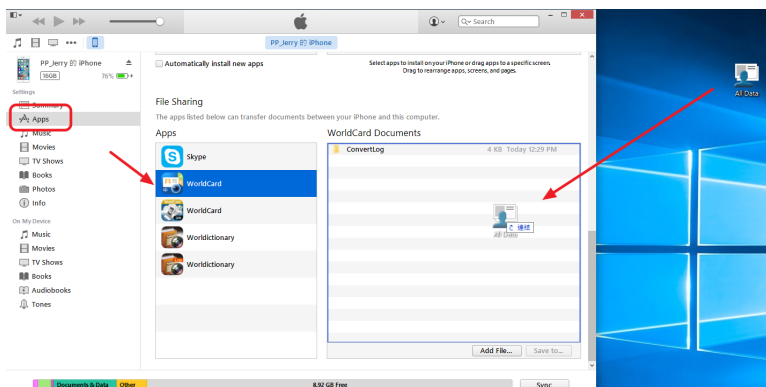 Search
PP_Jerry 的 iPhone
PP_Jerry 的 iPhone
16GB 76%
Settings
Summary
Apps
Music
Movies
TV Shows
Books
Photos
Info
On My Device
Music
Movies
TV Shows
Books
Audiobooks
Tones
Automatically install new apps
Select apps to install on your iPhone or drag apps to a specific screen.
Drag to rearrange apps, screens, and pages.
File Sharing
The apps listed below can transfer documents between your iPhone and this computer.
Apps
Skype
WorldCard
WorldCard
Worldictionary
Worldictionary
WorldCard Documents
ConvertLog 4 KB Today 12:29 PM
連結
All Data
Add File... Save to...
Documents & Data Other 8.92 GB Free Sync
All Data